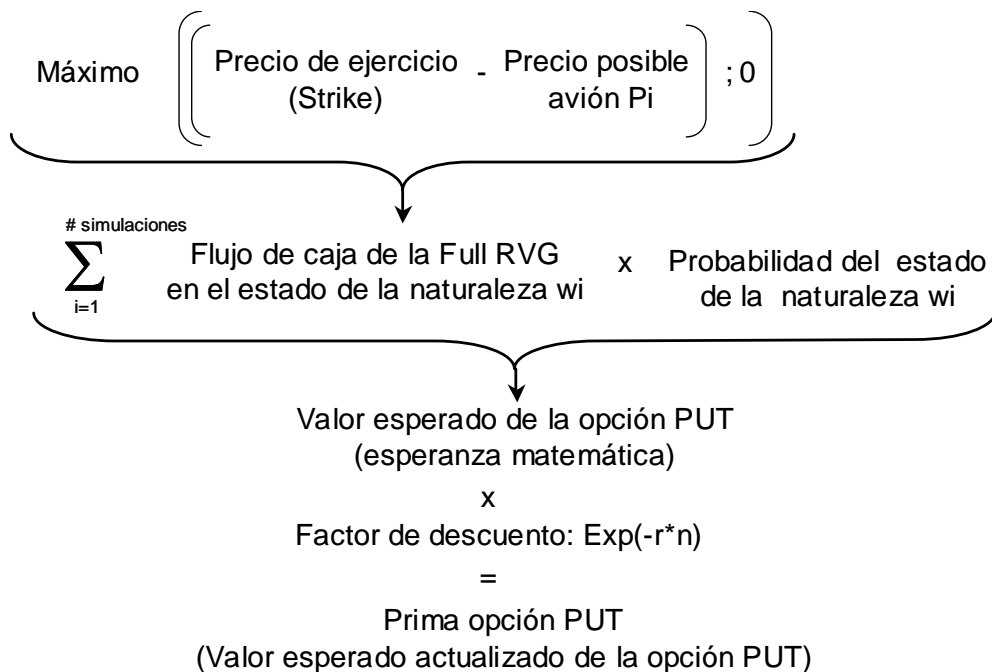 Máximo ((Precio de ejercicio - Precio posible ) ; 0)
(Strike) avión Pi
# simulaciones
∑ Flujo de caja de la Full RVG x Probabilidad del estado
en el estado de la naturaleza wi de la naturaleza wi
i=1
Valor esperado de la opción PUT
(esperanza matemática)
x
Factor de descuento: Exp(-r*n)
=
Prima opción PUT
(Valor esperado actualizado de la opción PUT)